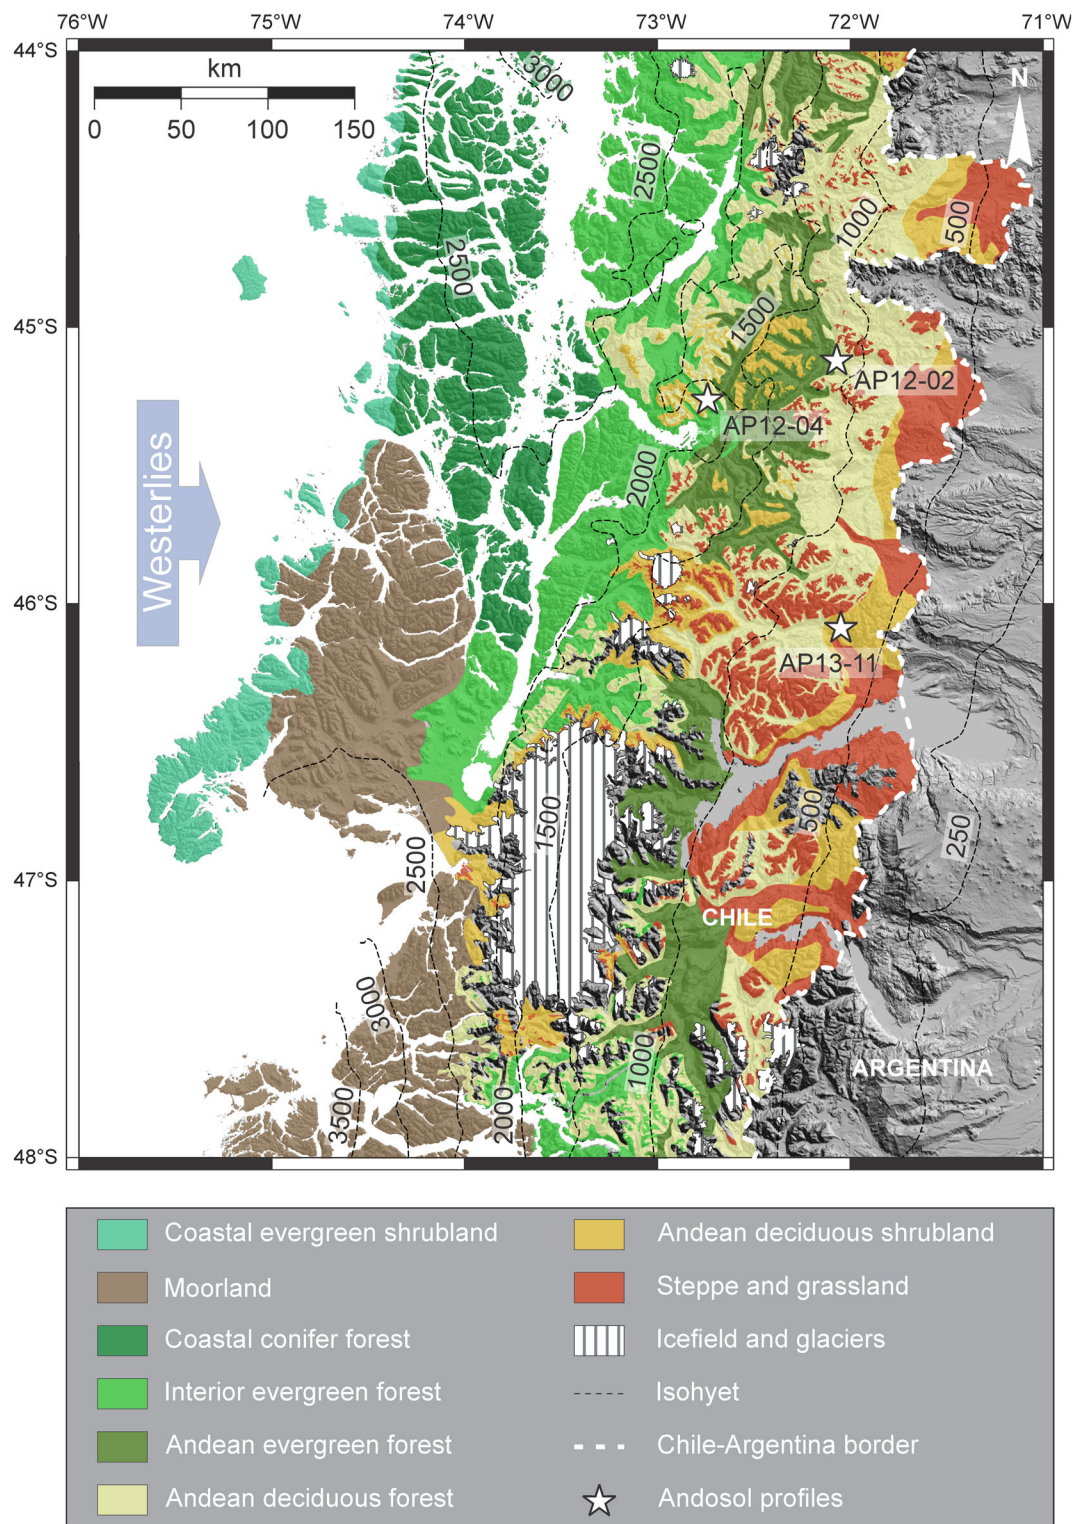 76°W 75°W 74°W 73°W 72°W 71°W
44°S
km
0 50 100 150
3000
N
2500
1000
500
2500
45°S
1500
AP12-02
AP12-04
Westerlies
2000
46°S
AP13-11
500
1500
250
2500
47°S
CHILE
3000
1000
ARGENTINA
3500
2000
48°S
Coastal evergreen shrubland
Moorland
Coastal conifer forest
Interior evergreen forest
Andean evergreen forest
Andean deciduous forest
Andean deciduous shrubland
Steppe and grassland
Icefield and glaciers
Isohyet
Chile-Argentina border
Andosol profiles